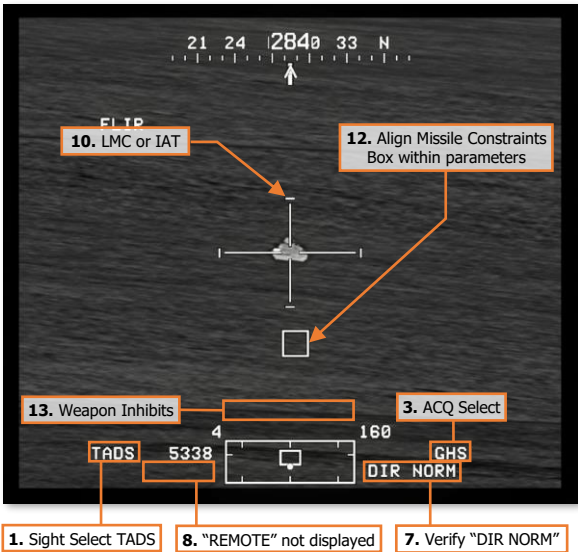 21 24 2840 33 N
FLIR
10. LMC or IAT
12. Align Missile Constraints
Box within parameters
13. Weapon Inhibits
3. ACQ Select
4
160
TADS
5338
GHS
DIR NORM
1. Sight Select TADS
8. "REMOTE" not displayed
7. Verify "DIR NORM"